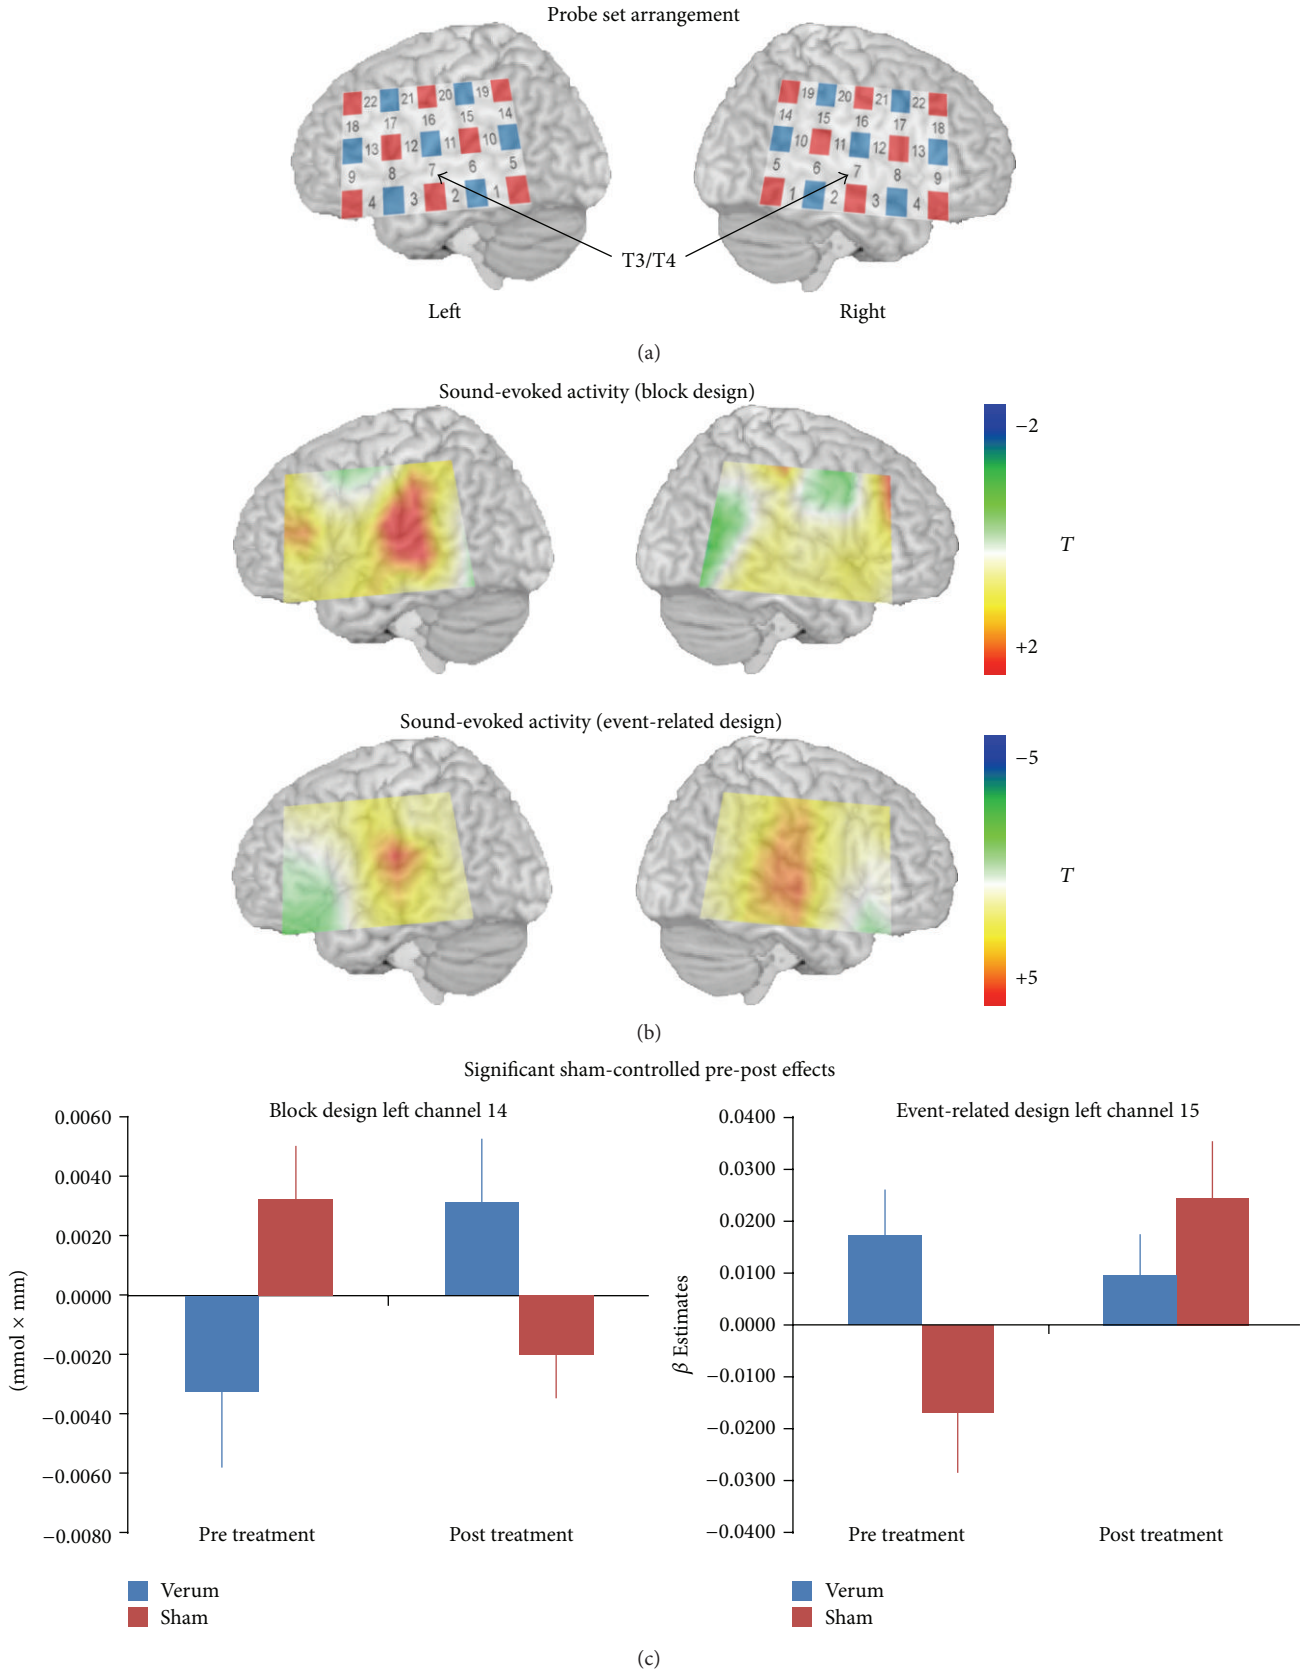 Probe set arrangement
22 21 20 19
18 17 16 15 14
13 12 11 10
9 8 7 6 5
4 3 2 1
19 20 21 22
14 15 16 17 18
10 11 12 13
5 6 7 8 9
1 2 3 4
T3/T4
Left
Right
(a)
Sound-evoked activity (block design)
−2
T
+2
Sound-evoked activity (event-related design)
−5
T
+5
(b)
Significant sham-controlled pre-post effects
Block design left channel 14
0.0060
0.0040
0.0020
0.0000
−0.0020
−0.0040
−0.0060
−0.0080
(mmol × mm)
Pre treatment
Post treatment
Verum
Sham
Event-related design left channel 15
0.0400
0.0300
0.0200
0.0100
0.0000
−0.0100
−0.0200
−0.0300
−0.0400
β Estimates
Pre treatment
Post treatment
Verum
Sham
(c)